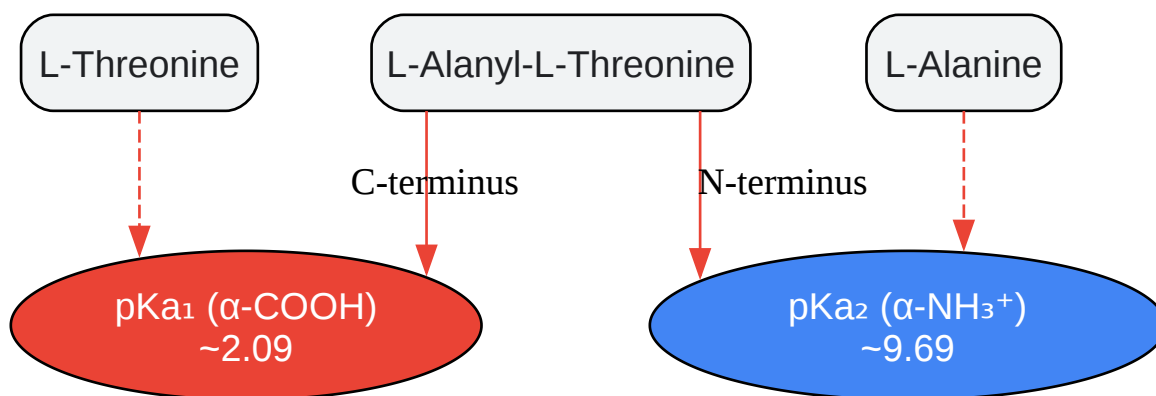 L-Threonine
L-Alanyl-L-Threonine
L-Alanine
C-terminus
N-terminus
pKa₁ (α-COOH)
~2.09
pKa₂ (α-NH₃⁺)
~9.69